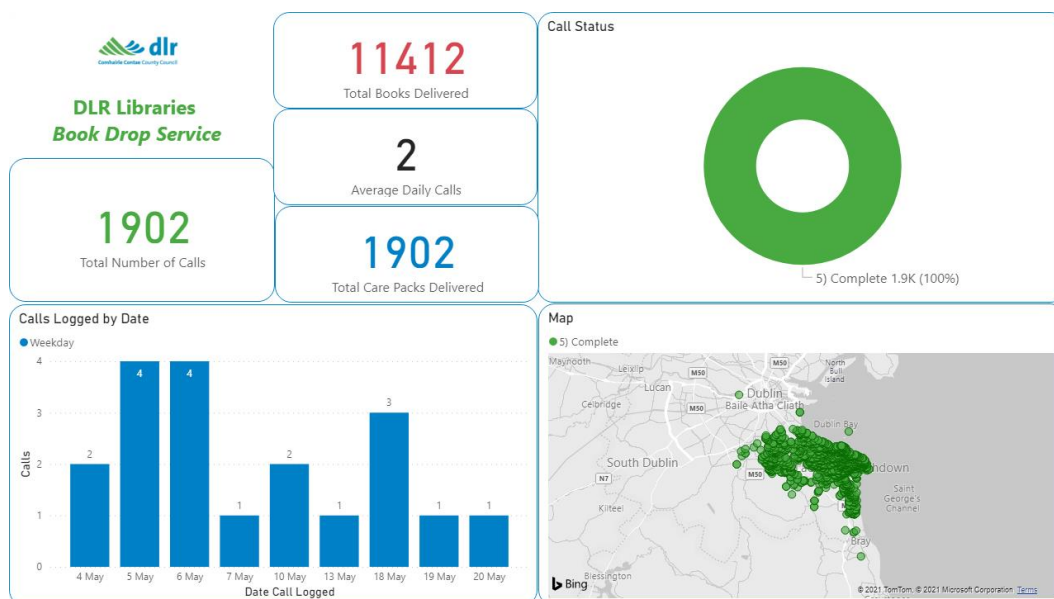 dlr
Comhairle Contae County Council
DLR Libraries
Book Drop Service
1902
Total Number of Calls
11412
Total Books Delivered
2
Average Daily Calls
1902
Total Care Packs Delivered
Call Status
5) Complete 1.9K (100%)
Calls Logged by Date
Weekday
Calls
4
3
2
1
0
2
4
4
1
2
1
3
1
1
4 May
5 May
6 May
7 May
10 May
13 May
18 May
19 May
20 May
Date Call Logged
Map
5) Complete
Maynooth
Leixlip
M50
M50
North
Bull
Island
Lucan
Celbridge
M50
Dublin
Baile Atha Cliath
Dublin Bay
South Dublin
M50
N7
Kilteel
Saint
George's
Channel
Bray
Blessington
Bing
© 2021 TomTom, © 2021 Microsoft Corporation Terms